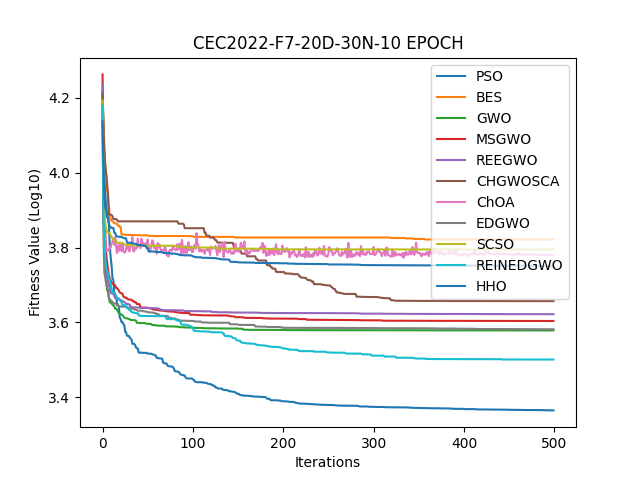 CEC2022-F7-20D-30N-10 EPOCH
Fitness Value (Log10)
4.2
4.0
3.8
3.6
3.4
PSO
BES
GWO
MSGWO
REEGWO
CHGWOSCA
ChOA
EDGWO
SCSO
REINEDGWO
HHO
0 100 200 300 400 500
Iterations